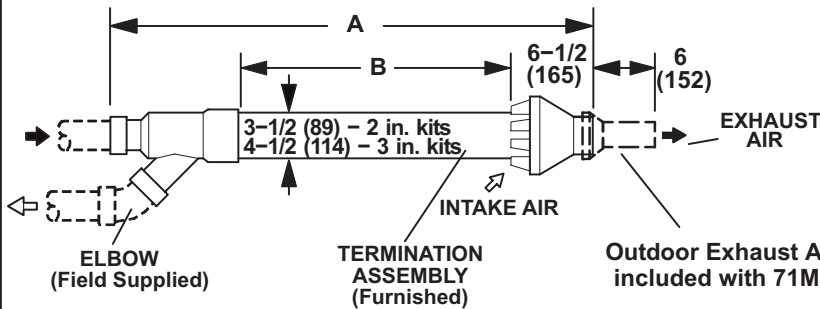 A
B
6–1/2
(165)
6
(152)
3–1/2 (89) – 2 in. kits
4–1/2 (114) – 3 in. kits
EXHAUST
AIR
INTAKE AIR
ELBOW
(Field Supplied)
TERMINATION
ASSEMBLY
(Furnished)
Outdoor Exhaust A
included with 71M